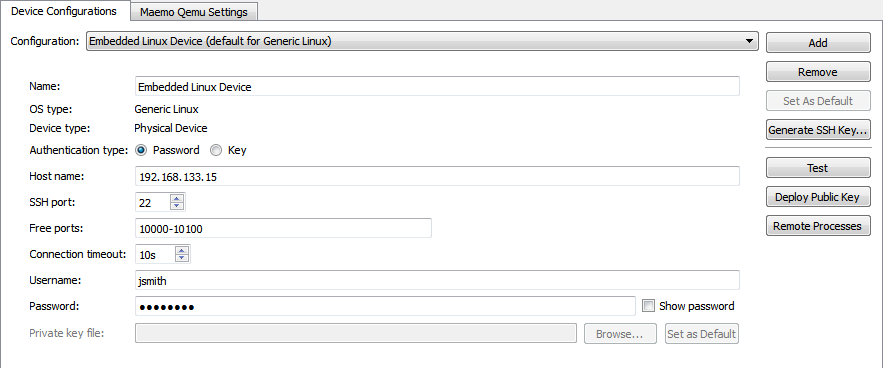 Device Configurations Maemo Qemu Settings
Configuration: Embedded Linux Device (default for Generic Linux) Add
Remove
Name: Embedded Linux Device
Set As Default
OS type: Generic Linux
Device type: Physical Device Generate SSH Key...
Authentication type: Password Key
Host name: 192.168.133.15 Test
SSH port: 22 Deploy Public Key
Free ports: 10000-10100 Remote Processes
Connection timeout: 10s
Username: jsmith
Password: ●●●●●●●● Show password
Private key file: Browse... Set as Default